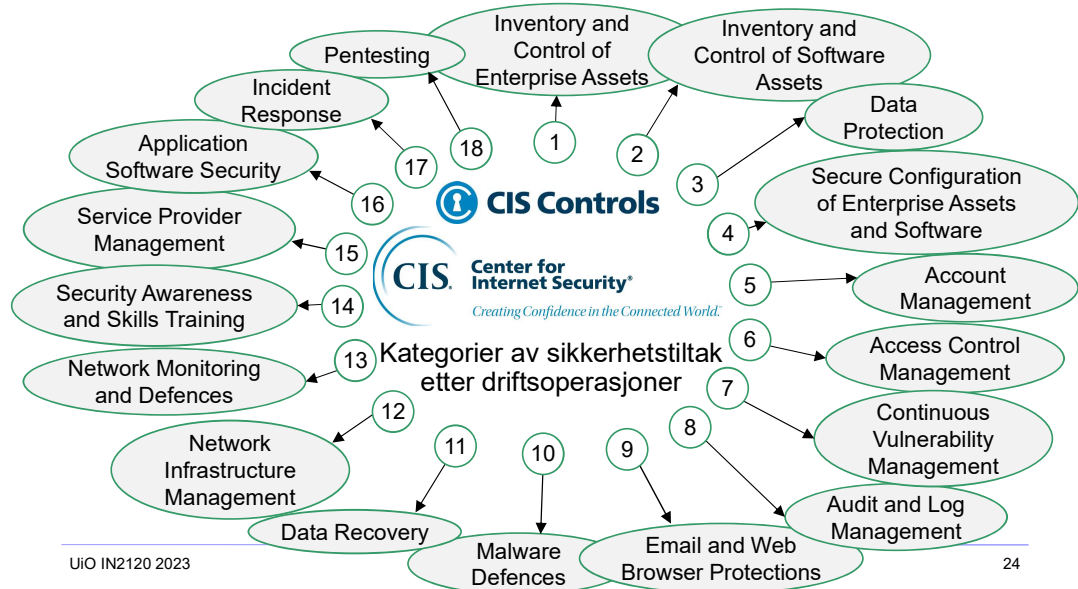 Inventory and
Control of
Enterprise Assets
1
Inventory and
Control of Software
Assets
2
Data
Protection
3
Secure Configuration
of Enterprise Assets
and Software
4
Account
Management
5
Access Control
Management
6
Continuous
Vulnerability
Management
7
Audit and Log
Management
8
Email and Web
Browser Protections
9
Malware
Defences
10
Data Recovery
11
Network
Infrastructure
Management
12
Network Monitoring
and Defences
13
Security Awareness
and Skills Training
14
Service Provider
Management
15
Application
Software Security
16
Incident
Response
17
Pentesting
18
CIS Controls
CIS.
Center for
Internet Security®
Creating Confidence in the Connected World.
Kategorier av sikkerhetstiltak
etter driftsoperasjoner
UiO IN2120 2023
24